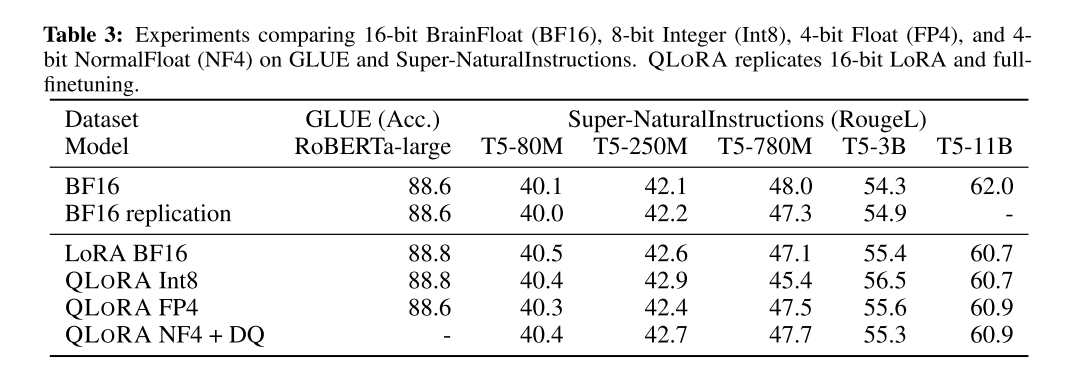 Table 3: Experiments comparing 16-bit BrainFloat (BF16), 8-bit Integer (Int8), 4-bit Float (FP4), and 4-
bit NormalFloat (NF4) on GLUE and Super-NaturalInstructions. QLORA replicates 16-bit LoRA and full-
finetuning.
Dataset GLUE (Acc.) Super-NaturalInstructions (RougeL)
Model RoBERTa-large T5-80M T5-250M T5-780M T5-3B T5-11B
BF16 88.6 40.1 42.1 48.0 54.3 62.0
BF16 replication 88.6 40.0 42.2 47.3 54.9 -
LoRA BF16 88.8 40.5 42.6 47.1 55.4 60.7
QLORA Int8 88.8 40.4 42.9 45.4 56.5 60.7
QLORA FP4 88.6 40.3 42.4 47.5 55.6 60.9
QLORA NF4 + DQ - 40.4 42.7 47.7 55.3 60.9